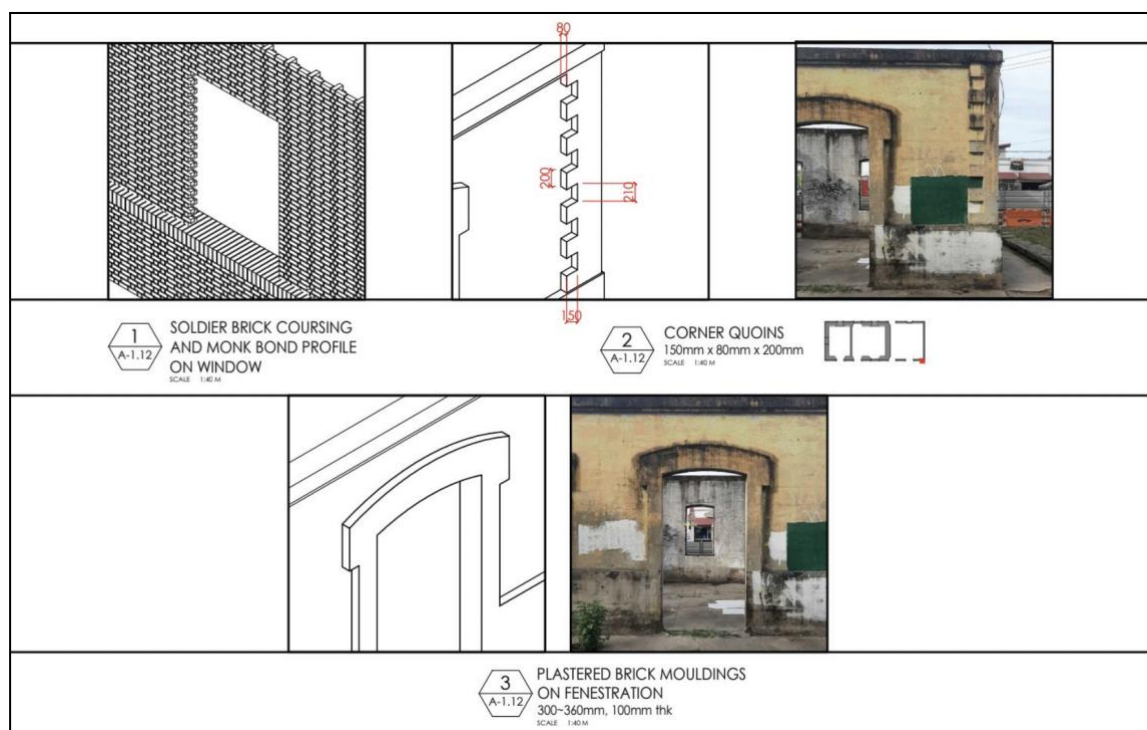 80
200
210
150
1
A-1.12
SOLDIER BRICK COURSING
AND MONK BOND PROFILE
ON WINDOW
SCALE 1:40 M
2
A-1.12
CORNER QUOINS
150mm x 80mm x 200mm
SCALE 1:40 M
3
A-1.12
PLASTERED BRICK MOULDINGS
ON FENESTRATION
300~360mm, 100mm thk
SCALE 1:40 M